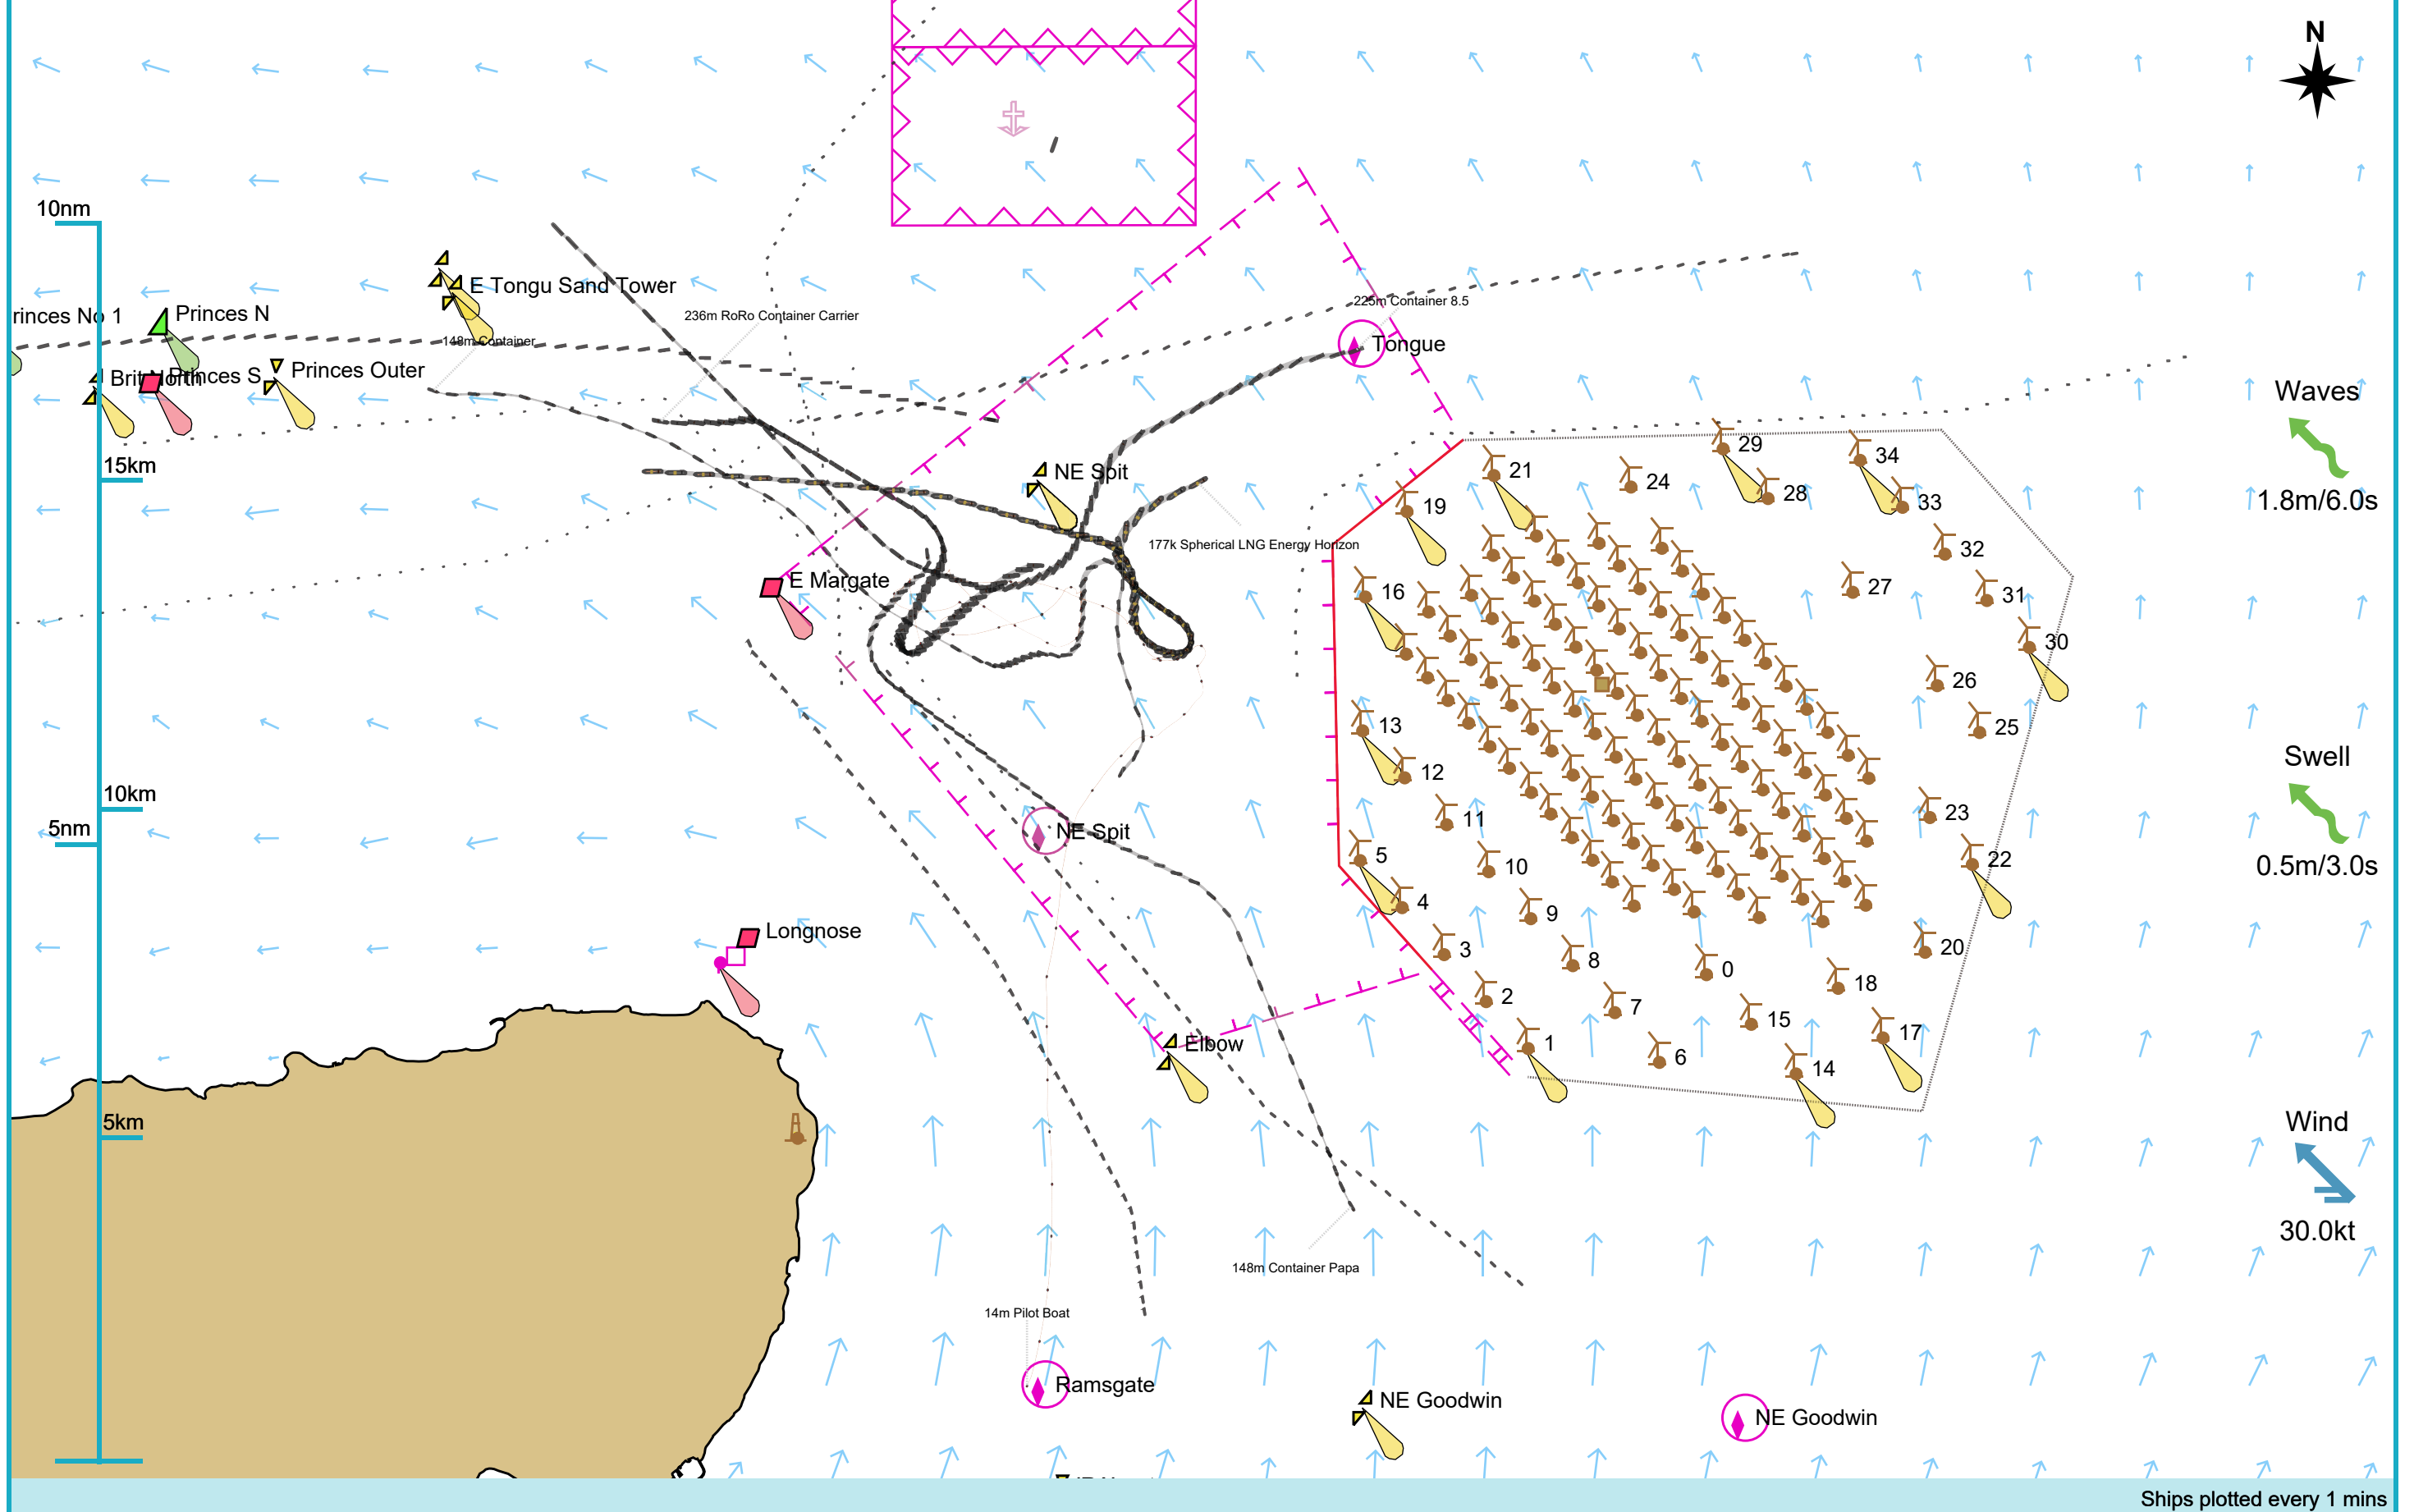 N
10nm
E Tongu Sand Tower
225m Container 8.5
rinces No 1
Princes N
236m RoRo Container Carrier
148m Container
Tongue
Princes Outer
Brit North
Princes S
Waves
29
34
15km
NE Spit
21
24
28
33
1.8m/6.0s
19
177k Spherical LNG Energy Horizon
32
E Margate
16
27
31
30
26
13
25
Swell
12
10km
5nm
NE Spit
11
23
5
10
22
0.5m/3.0s
4
9
Longnose
3
8
0
20
18
2
7
15
17
Elbow
1
6
14
5km
Wind
30.0kt
148m Container Papa
14m Pilot Boat
Ramsgate
NE Goodwin
NE Goodwin
Ships plotted every 1 mins